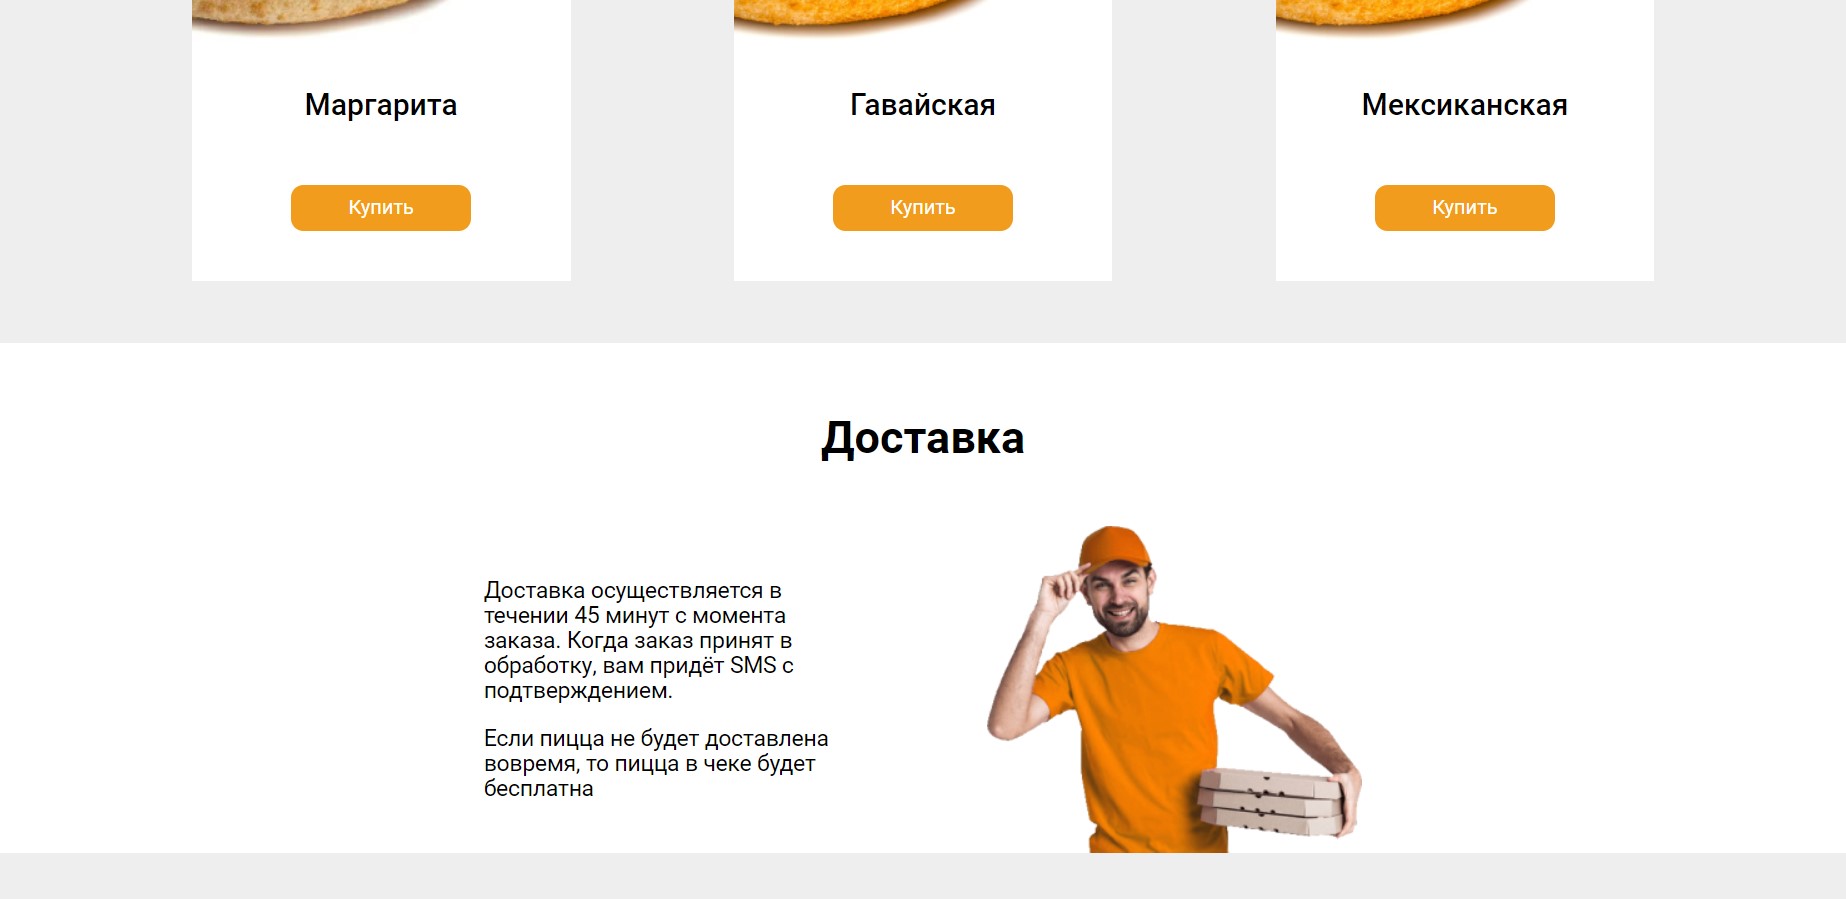 Маргарита
Гавайская
Мексиканская
Купить
Купить
Купить
Доставка
Доставка осуществляется в
течении 45 минут с момента
заказа. Когда заказ принят в
обработку, вам придёт SMS с
подтверждением.
Если пицца не будет доставлена
вовремя, то пицца в чеке будет
бесплатна